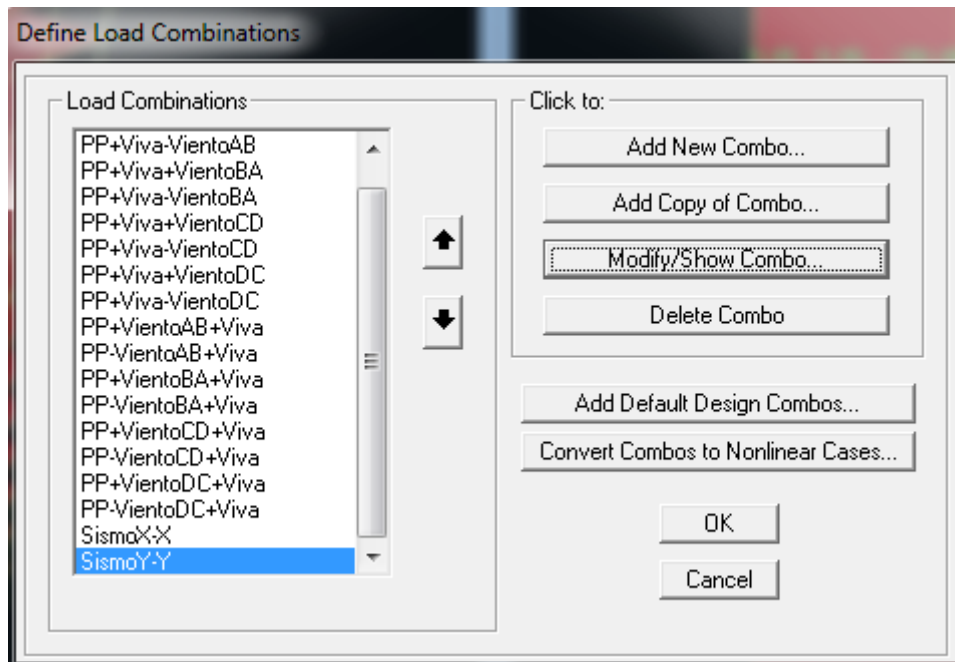 Define Load Combinations
Load Combinations
PP+Viva-VientoAB
PP+Viva+VientoBA
PP+Viva-VientoBA
PP+Viva+VientoCD
PP+Viva-VientoCD
PP+Viva+VientoDC
PP+Viva-VientoDC
PP+VientoAB+Viva
PP-VientoAB+Viva
PP+VientoBA+Viva
PP-VientoBA+Viva
PP+VientoCD+Viva
PP-VientoCD+Viva
PP+VientoDC+Viva
PP-VientoDC+Viva
SismoX-X
SismoY-Y
Click to:
Add New Combo...
Add Copy of Combo...
Modify/Show Combo...
Delete Combo
Add Default Design Combos...
Convert Combos to Nonlinear Cases...
OK
Cancel